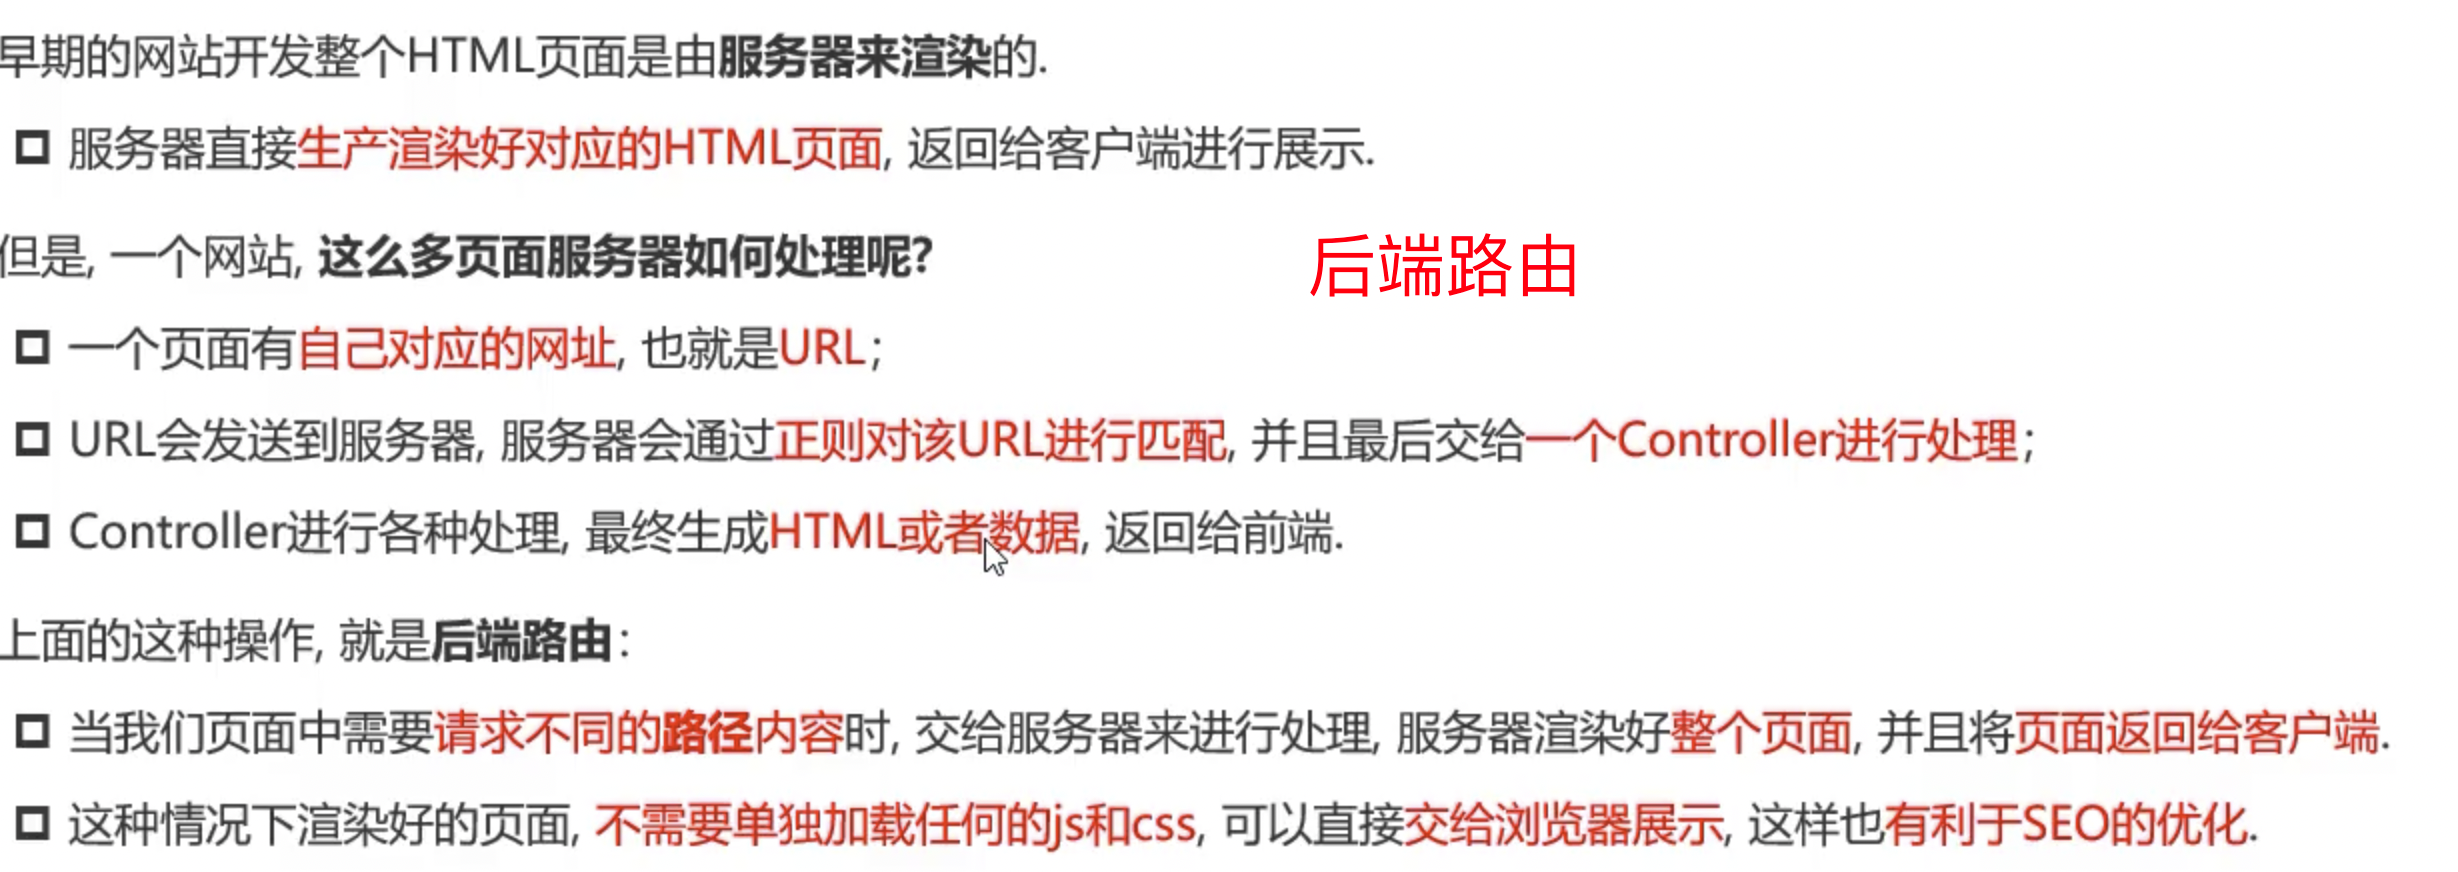 早期的网站开发整个HTML页面是由服务器来渲染的.
服务器直接生产渲染好对应的HTML页面, 返回给客户端进行展示.
但是, 一个网站, 这么多页面服务器如何处理呢?
后端路由
一个页面有自己对应的网址, 也就是URL;
URL会发送到服务器, 服务器会通过正则对该URL进行匹配, 并且最后交给一个Controller进行处理;
Controller进行各种处理, 最终生成HTML或者数据, 返回给前端.
上面的这种操作, 就是后端路由:
当我们页面中需要请求不同的路径内容时, 交给服务器来进行处理, 服务器渲染好整个页面, 并且将页面返回给客户端.
这种情况下渲染好的页面, 不需要单独加载任何的js和css, 可以直接交给浏览器展示, 这样也有利于SEO的优化.